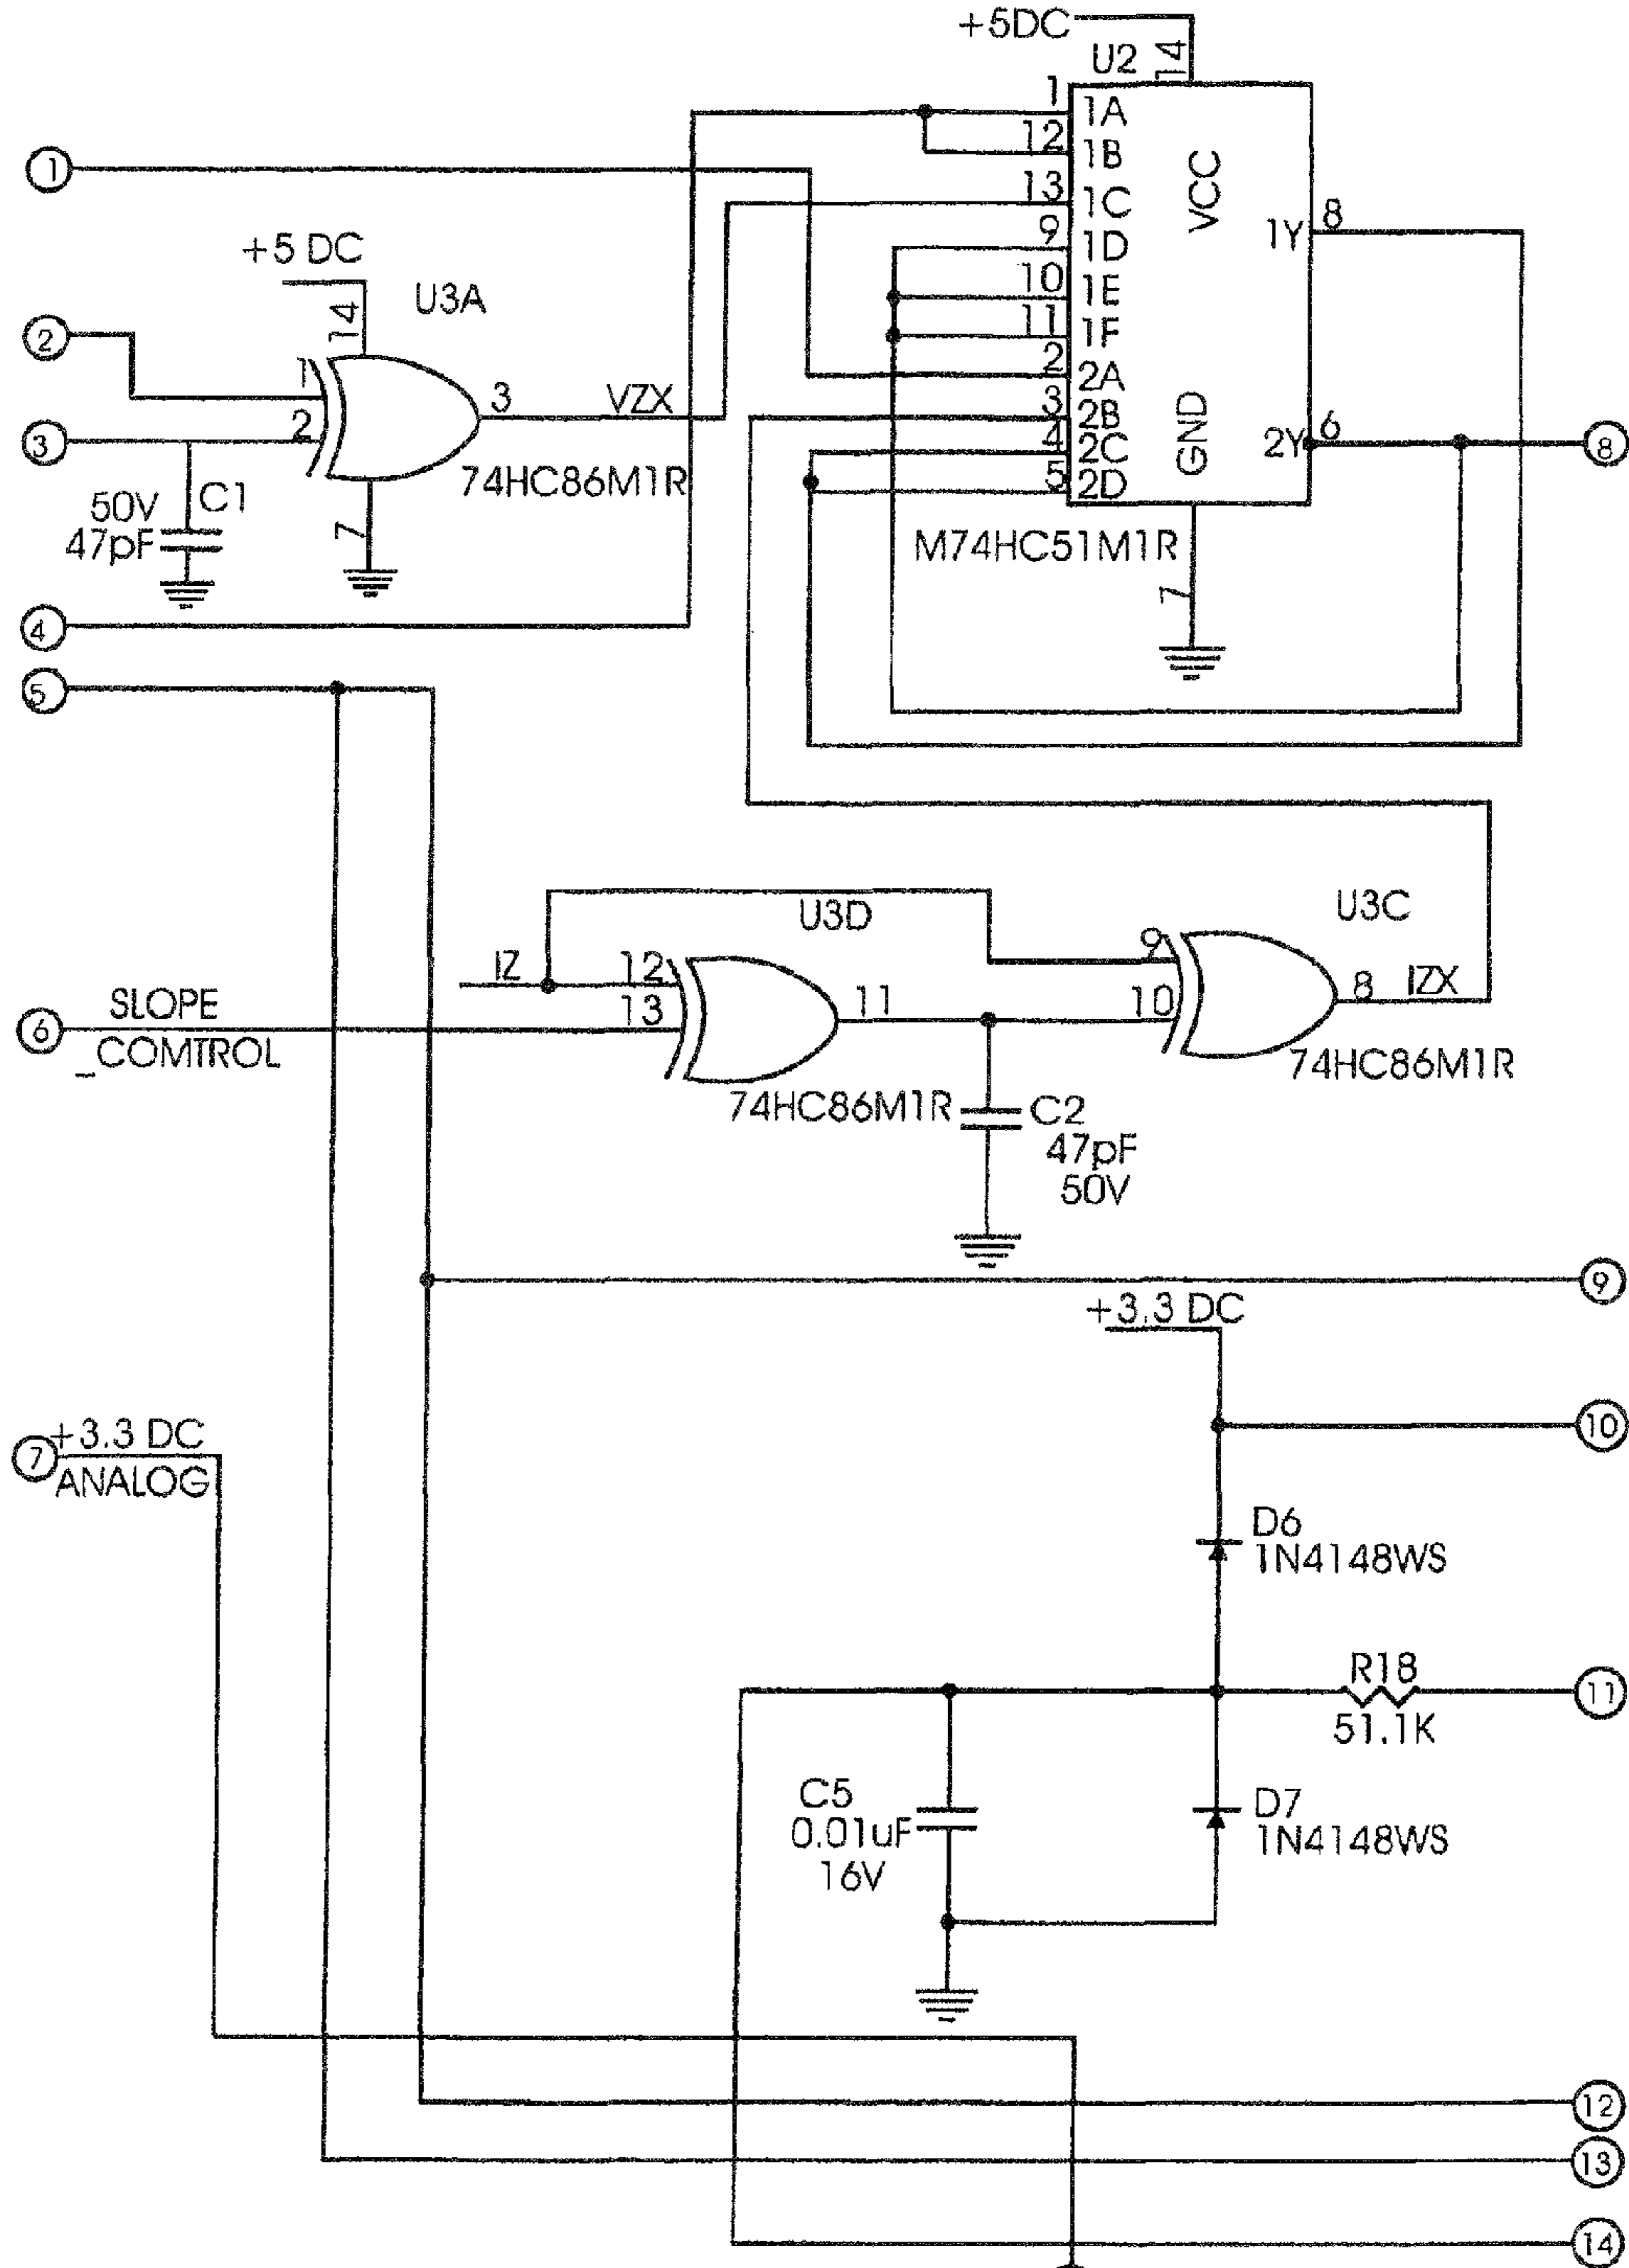 +5DC
U2
14
1
1A
12
1B
13
1C
9
1D
10
1E
11
1F
2
2A
3
2B
4
2C
5
2D
VCC
GND
1Y
8
2Y
6
7
M74HC51M1R
1
2
3
+5 DC
14
U3A
1
2
3
VZX
74HC86M1R
7
50V
C1
47pF
4
5
8
IZ
12
13
U3D
11
74HC86M1R
9
10
U3C
8
IZX
74HC86M1R
6
SLOPE
_COMTROL
C2
47pF
50V
9
+3.3 DC
10
7
+3.3 DC
ANALOG
D6
1N4148WS
R18
51.1K
11
C5
0.01uF
16V
D7
1N4148WS
12
13
14